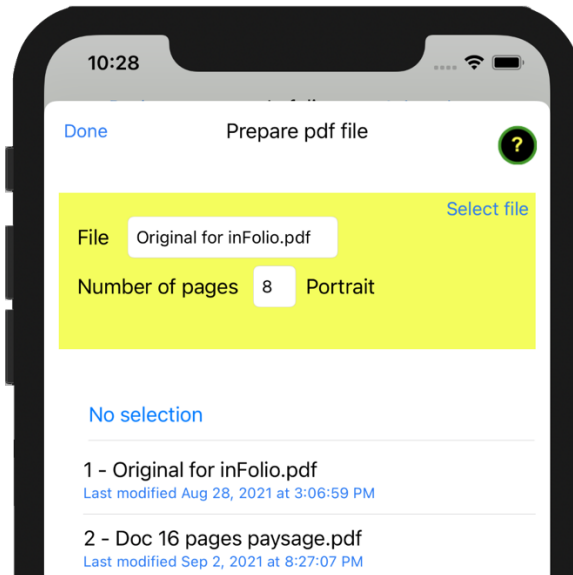 10:28
Done Prepare pdf file ?
Select file
File Original for inFolio.pdf
Number of pages 8 Portrait
No selection
1 - Original for inFolio.pdf
Last modified Aug 28, 2021 at 3:06:59 PM
2 - Doc 16 pages paysage.pdf
Last modified Sep 2, 2021 at 8:27:07 PM